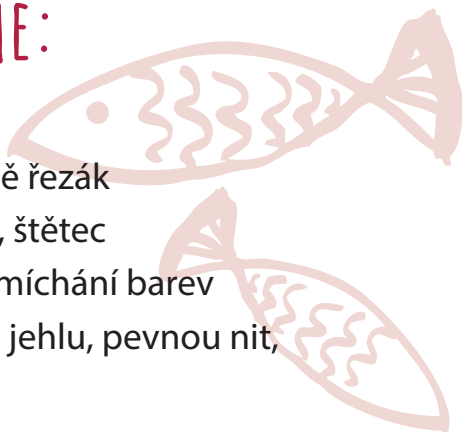 NE:
ě řezák
, štětec
míchání barev
jehlu, pevnou nit,